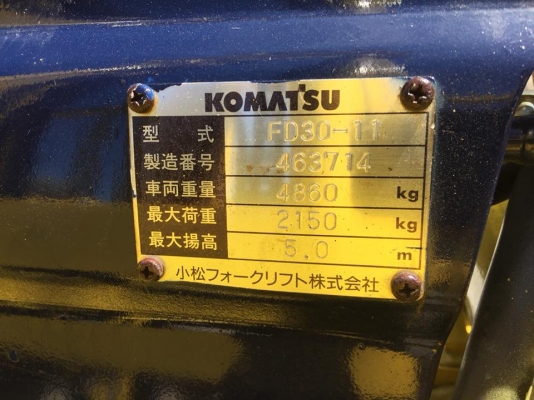 KOMATSU
型式 FD30-11
製造番号 463714
車両重量 4860 kg
最大荷重 2150 kg
最大揚高 5.0 m
小松フォークリフト株式会社